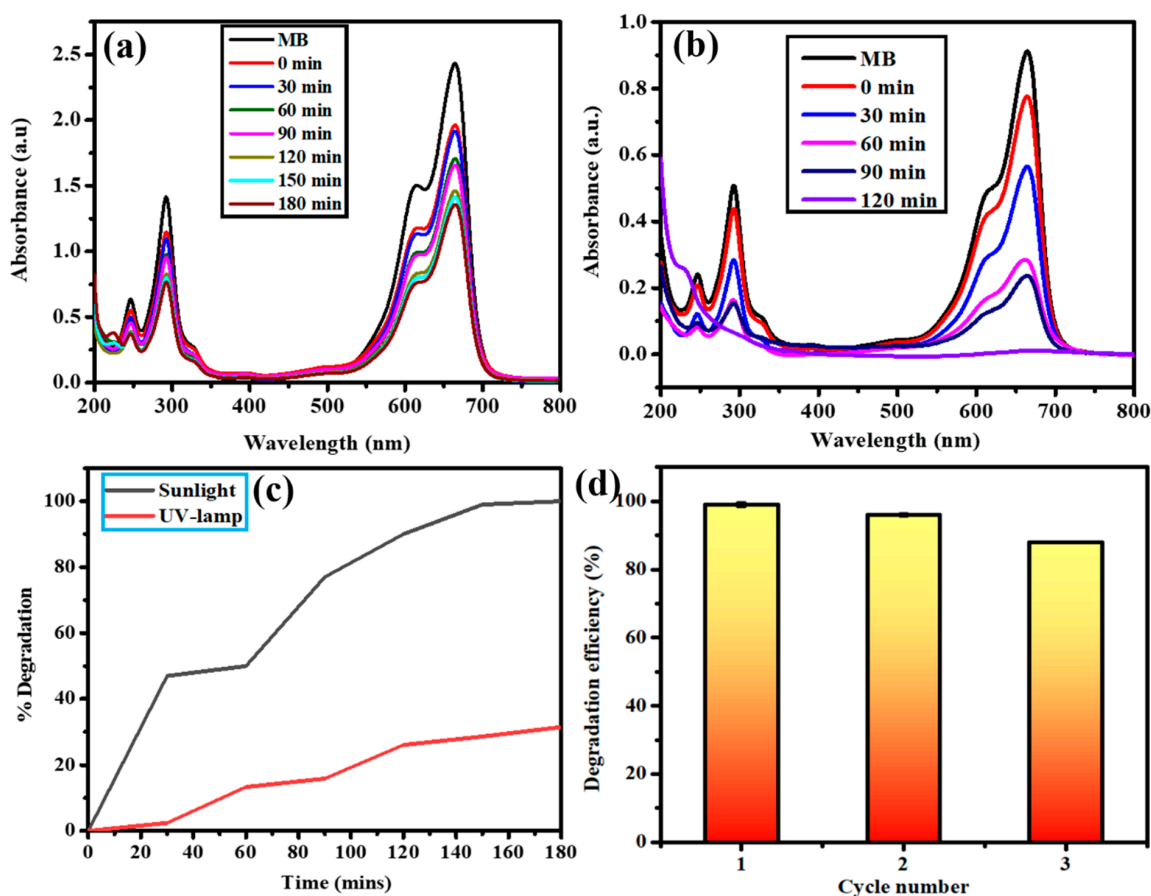 (a)
MB
0 min
30 min
60 min
90 min
120 min
150 min
180 min
2.5
2.0
1.5
1.0
0.5
0.0
Absorbance (a.u)
200 300 400 500 600 700 800
Wavelength (nm)
(b)
MB
0 min
30 min
60 min
90 min
120 min
1.0
0.8
0.6
0.4
0.2
0.0
Absorbance (a.u.)
200 300 400 500 600 700 800
Wavelength (nm)
(c)
Sunlight
UV-lamp
100
80
60
40
20
0
% Degradation
0 20 40 60 80 100 120 140 160 180
Time (mins)
(d)
100
80
60
40
20
0
Degradation efficiency (%)
1 2 3
Cycle number